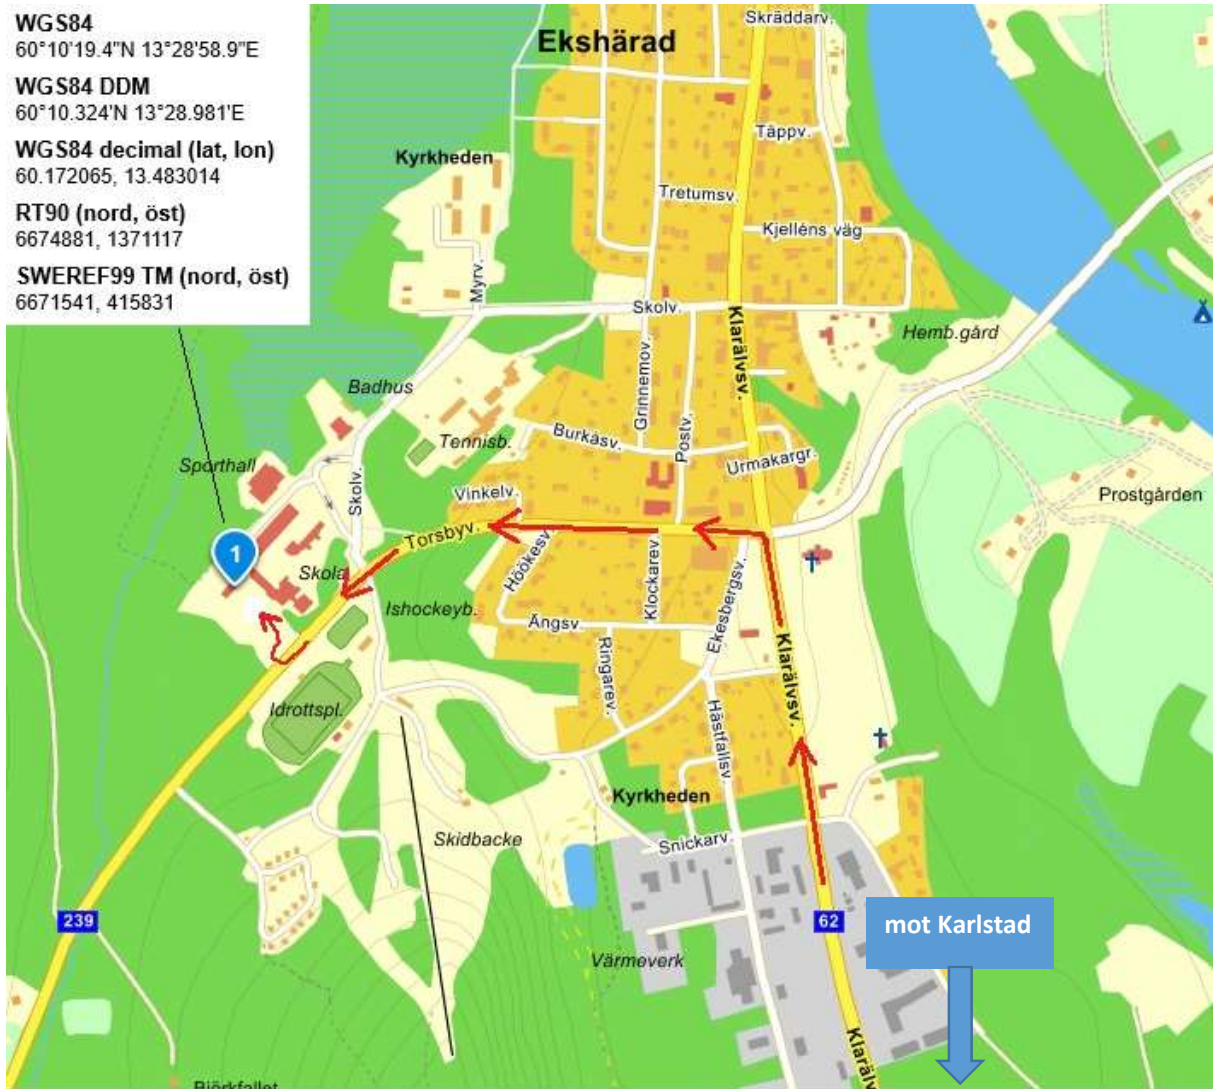 WGS84
60°10'19.4"N 13°28'58.9"E
WGS84 DDM
60°10.324'N 13°28.981'E
WGS84 decimal (lat, lon)
60.172065, 13.483014
RT90 (nord, öst)
6674881, 1371117
SWEREF99 TM (nord, öst)
6671541, 415831
Skräddarv.
Ekshärad
Täppv.
Kyrkheden
Tretumsv.
Kjelléns väg
Myrv.
Skolv.
Klarälvsv.
Hemb.gård
Badhus
Grinnemov.
Postv.
Burkåsv.
Tennisb.
Urmakargr.
Sporthall
Skolv.
Vinkelv.
Prostgården
Torsbyv.
1
Höökesv.
Klockarev.
Ekesbergsv.
Skola
Ishockeyb.
Ängsv.
Ringarev.
Klarälvsv.
Idrottspl.
Hästfallsv.
Kyrkheden
Skidbacke
Snickarv.
239
62
mot Karlstad
Värmeverk
Klarälv
Björkfallet